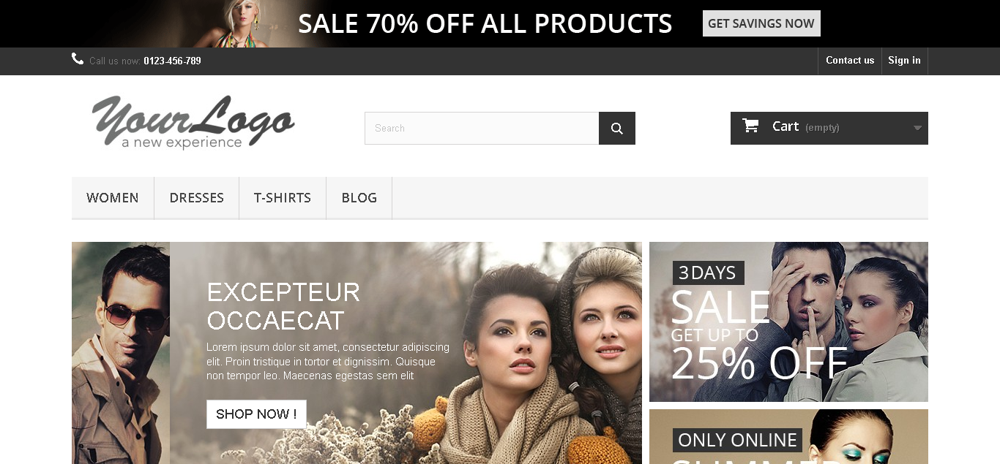 SALE 70% OFF ALL PRODUCTS
GET SAVINGS NOW
Call us now: 0123-456-789
Contact us
Sign in
YourLogo
a new experience
Search
Cart (empty)
WOMEN
DRESSES
T-SHIRTS
BLOG
EXCEPTEUR
OCCAECAT
Lorem ipsum dolor sit amet, consectetur adipiscing
elit. Proin tristique in tortor et dignissim. Quisque
non tempor leo. Maecenas egestas sem elit
SHOP NOW !
3DAYS
SALE
GET UP TO
25% OFF
ONLY ONLINE